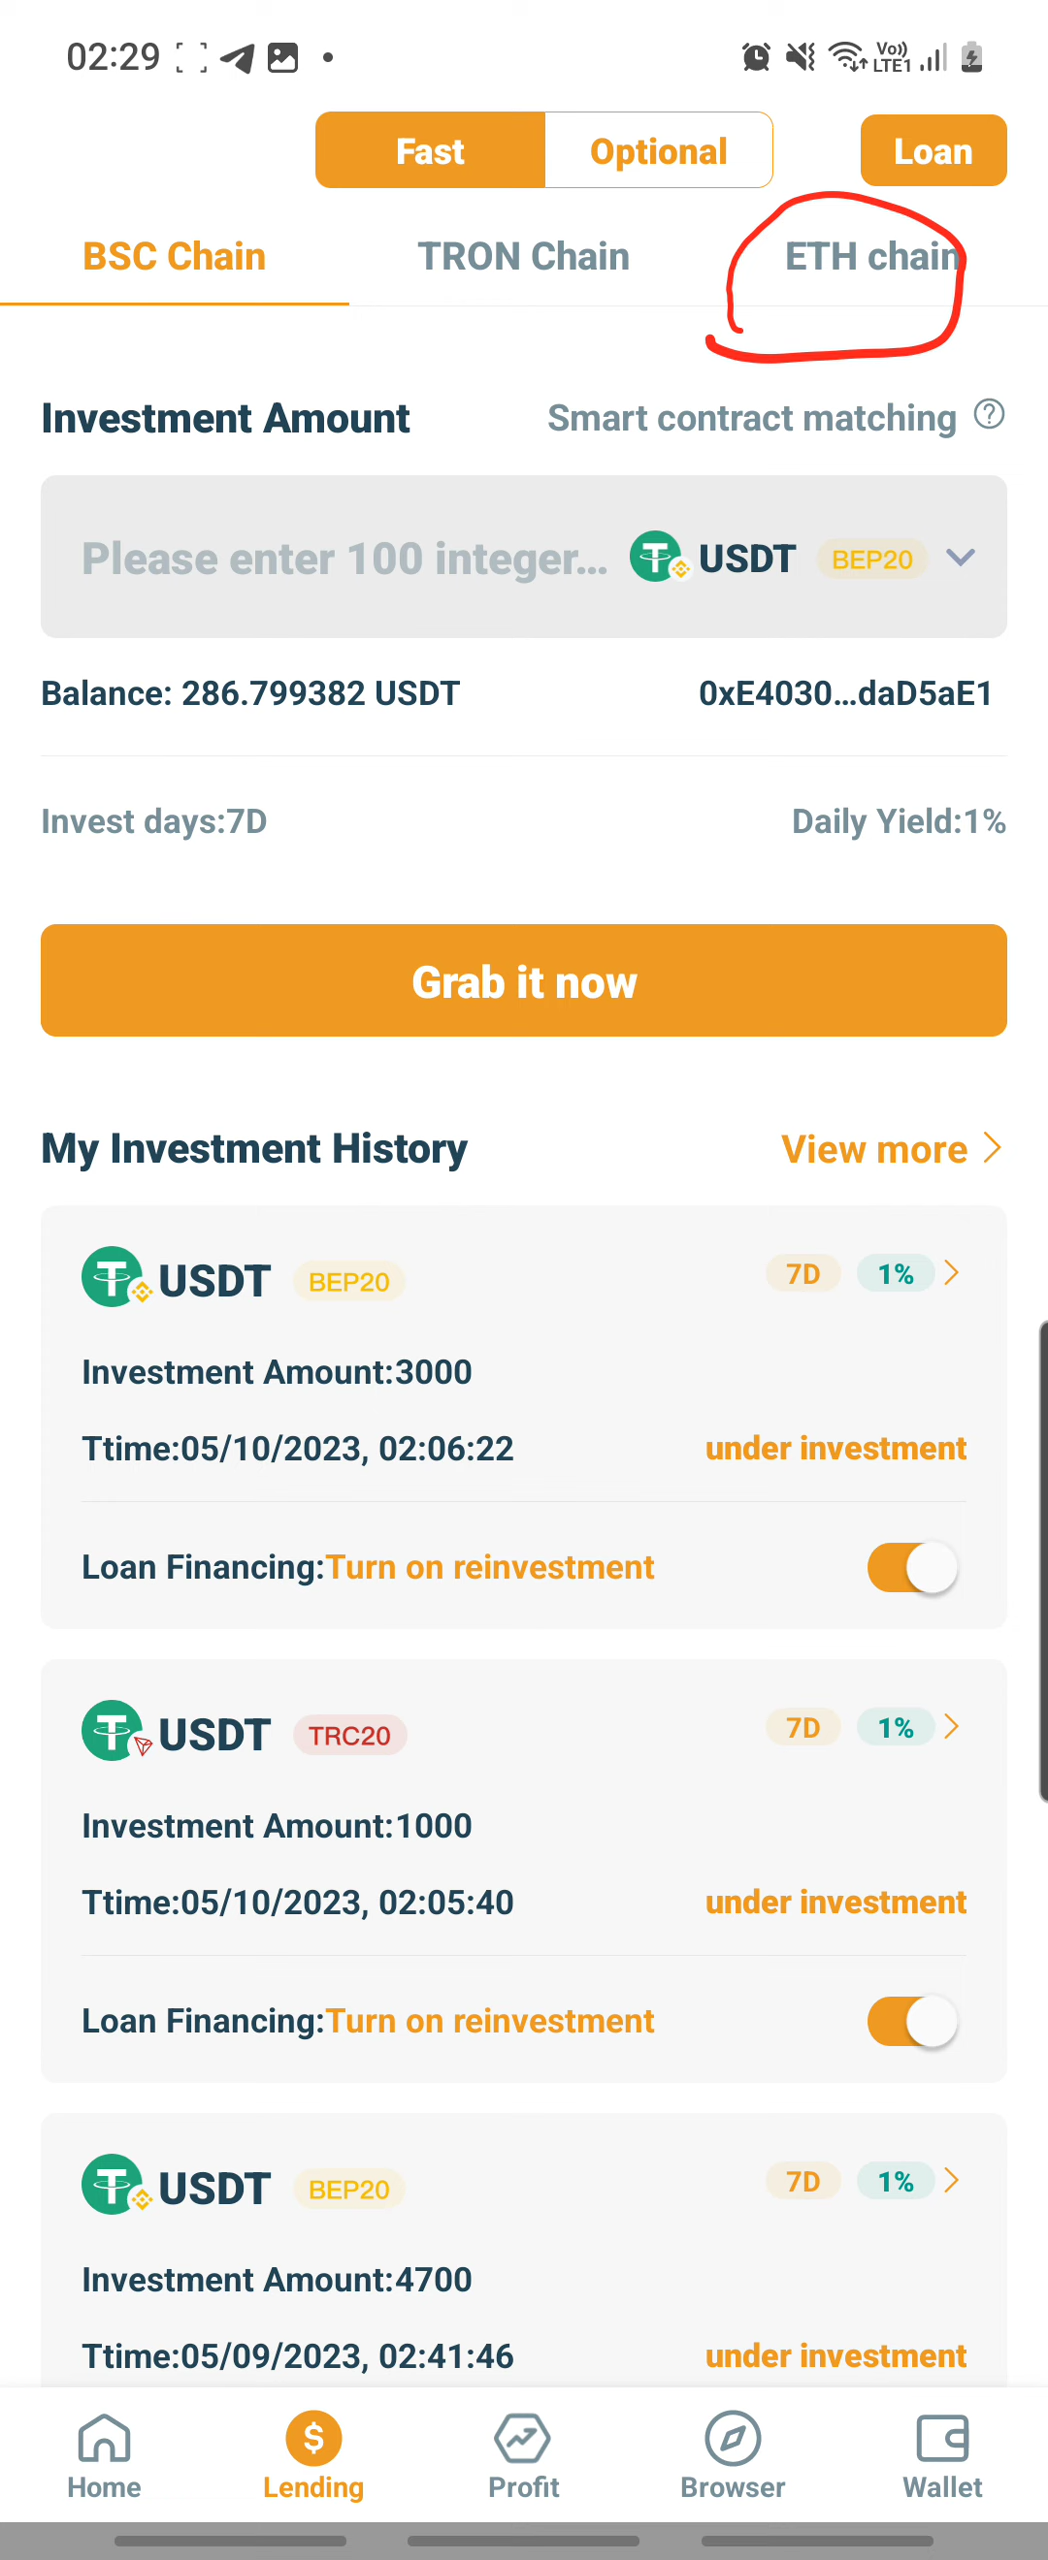 02:29
Vo))
LTE1
Fast
Optional
Loan
BSC Chain
TRON Chain
ETH chain
Investment Amount
Smart contract matching ?
Please enter 100 integer...
USDT
BEP20
Balance: 286.799382 USDT
0xE4030...daD5aE1
Invest days:7D
Daily Yield:1%
Grab it now
My Investment History
View more
USDT
BEP20
7D
1%
Investment Amount:3000
Ttime:05/10/2023, 02:06:22
under investment
Loan Financing:Turn on reinvestment
USDT
TRC20
7D
1%
Investment Amount:1000
Ttime:05/10/2023, 02:05:40
under investment
Loan Financing:Turn on reinvestment
USDT
BEP20
7D
1%
Investment Amount:4700
Ttime:05/09/2023, 02:41:46
under investment
Home
Lending
Profit
Browser
Wallet